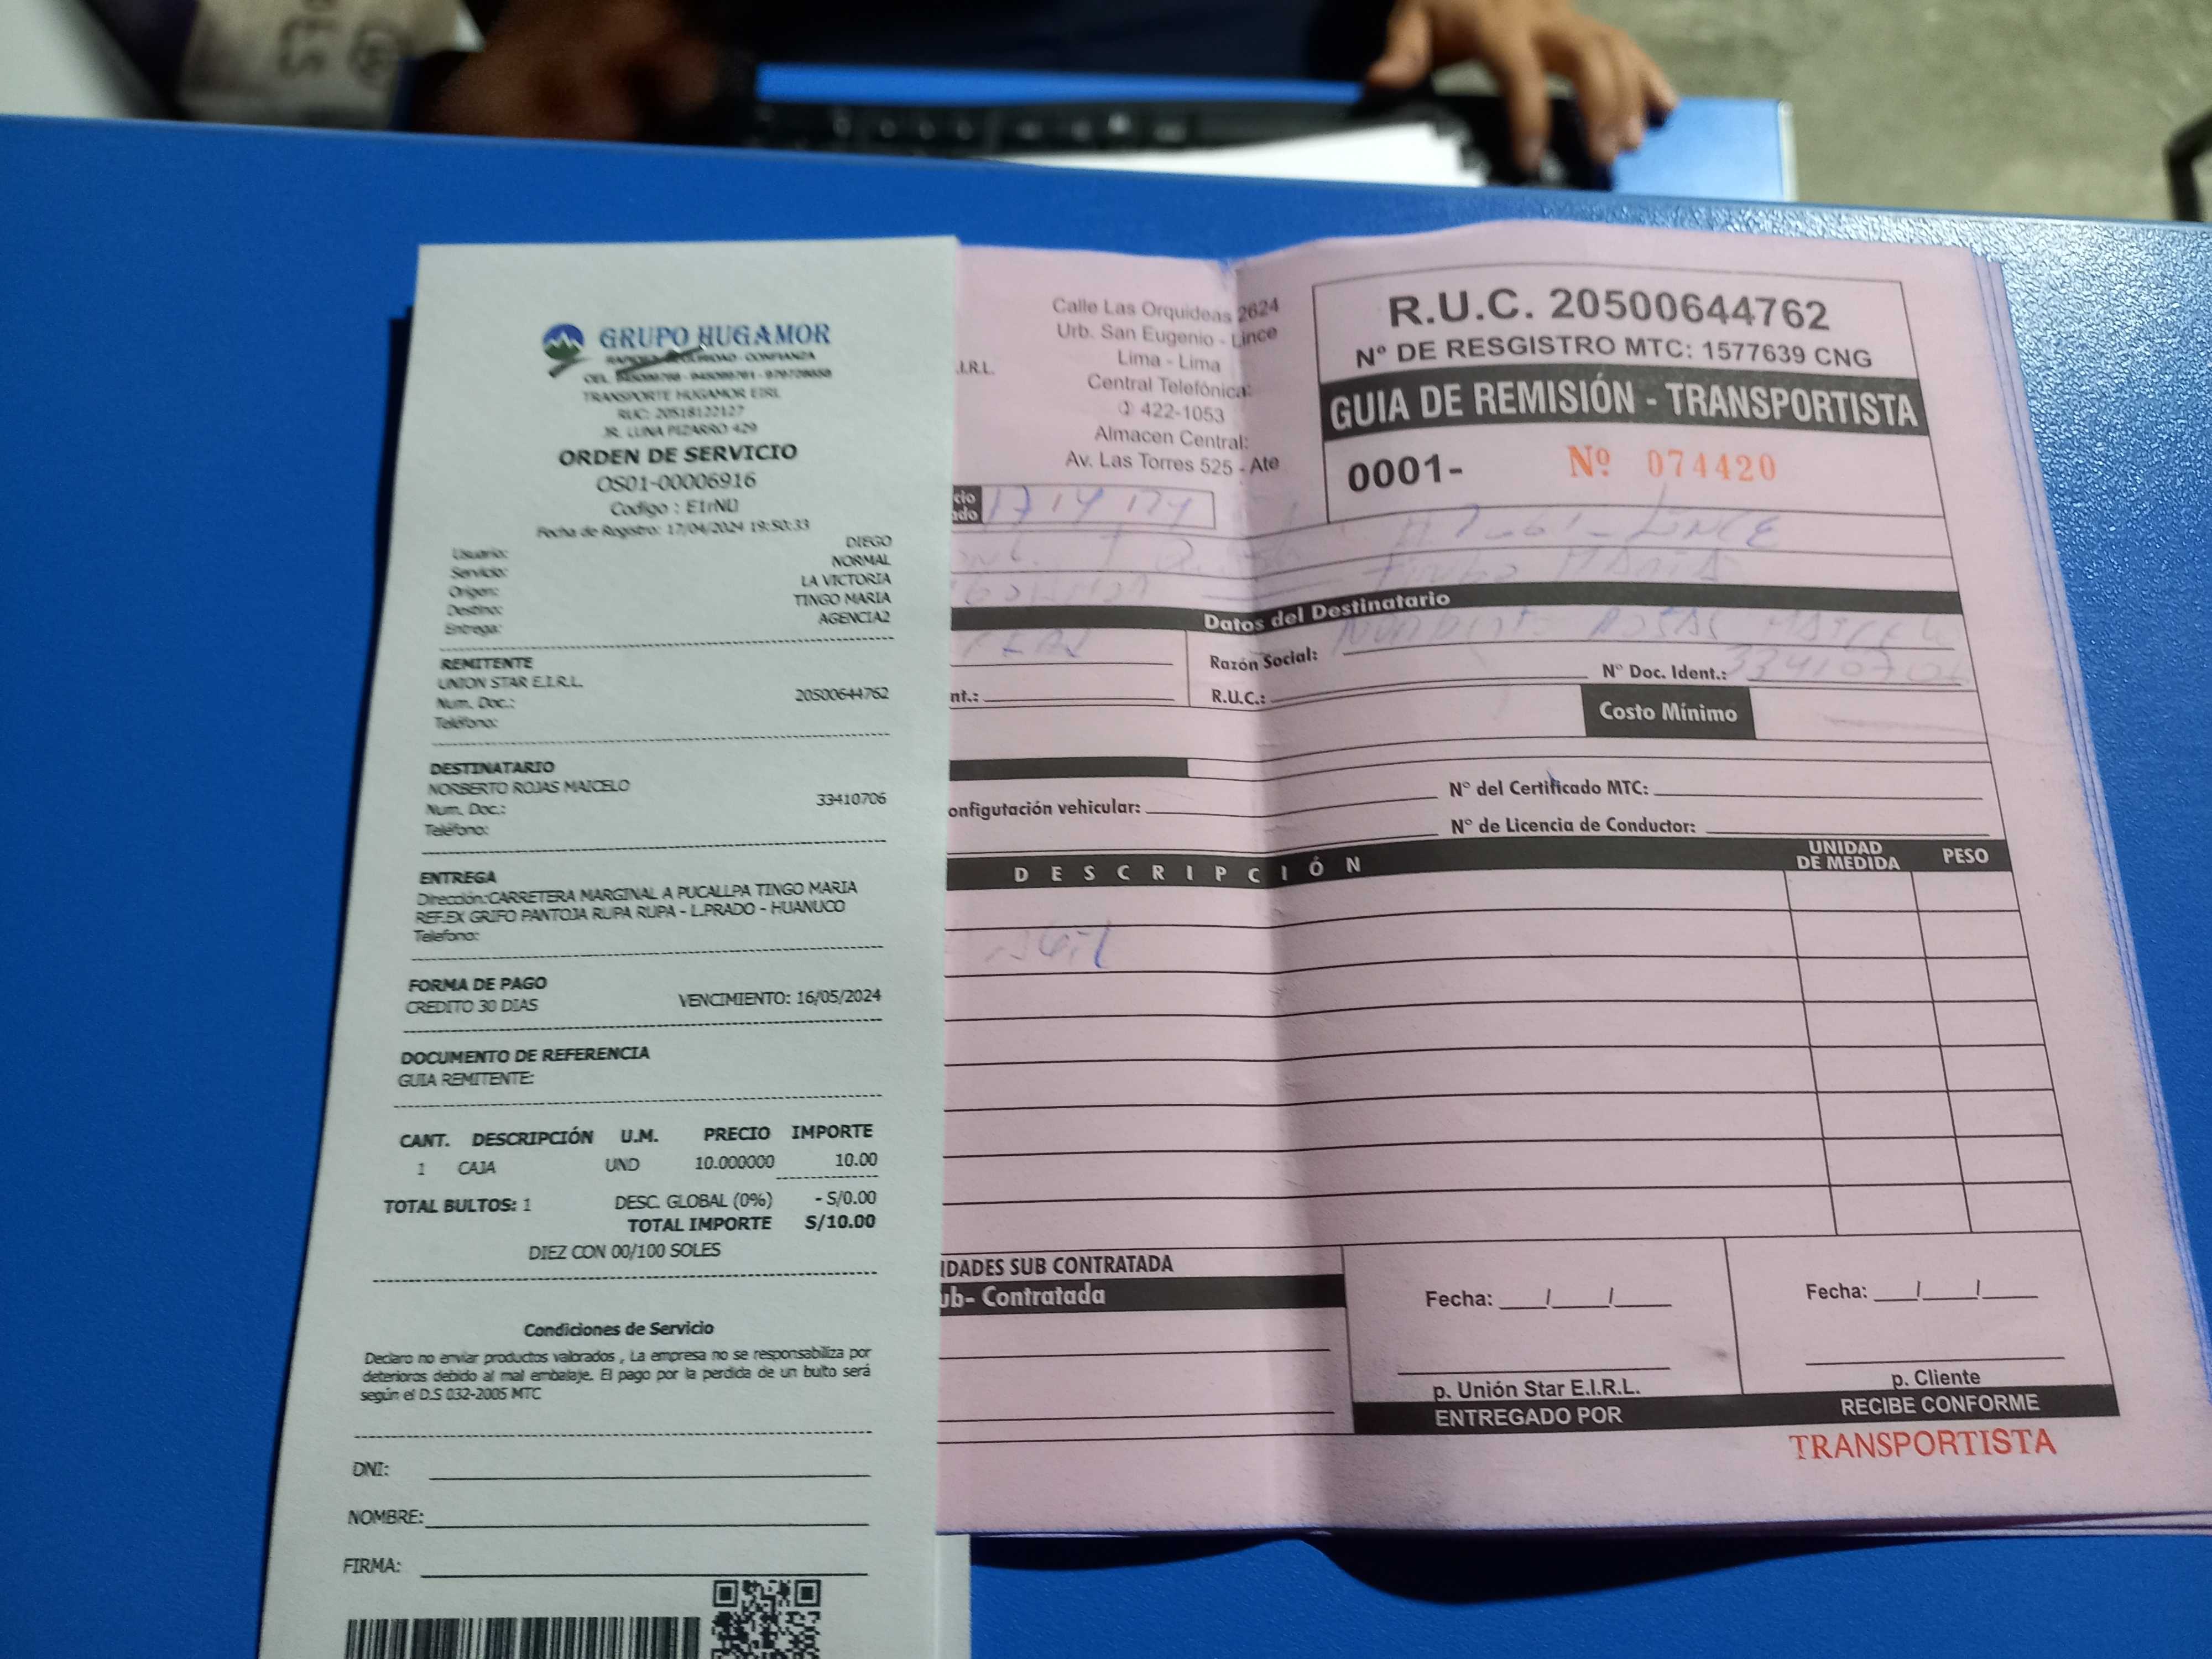 GRUPO HUGAMOR
TRANSPORTE HUGAMOR EIRL
RUC: 20518122127
JR. LUNA PIZARRO 429
ORDEN DE SERVICIO
OS01-00006916
Codigo : E1rNU
Fecha de Registro: 17/04/2024 19:50:33
Usuario: DIEGO
Servicio: NORMAL
Origen: LA VICTORIA
Destino: TINGO MARIA
Entrega: AGENCIA2
REMITENTE
UNION STAR E.I.R.L.
Num. Doc.: 20500644762
Teléfono:
DESTINATARIO
NORBERTO ROJAS MAICELO
Num. Doc.: 33410706
Teléfono:
ENTREGA
Dirección:CARRETERA MARGINAL A PUCALLPA TINGO MARIA
REF.EX GRIFO PANTOJA RUPA RUPA - L.PRADO - HUANUCO
Telefono:
FORMA DE PAGO
CREDITO 30 DIAS VENCIMIENTO: 16/05/2024
DOCUMENTO DE REFERENCIA
GUIA REMITENTE:
CANT. DESCRIPCIÓN U.M. PRECIO IMPORTE
1 CAJA UND 10.000000 10.00
TOTAL BULTOS: 1 DESC. GLOBAL (0%) - S/0.00
TOTAL IMPORTE S/10.00
DIEZ CON 00/100 SOLES
Condiciones de Servicio
Declaro no enviar productos valorados , La empresa no se responsabiliza por
deterioros debido al mal embalaje. El pago por la perdida de un bulto será
según el D.S 032-2005 MTC
DNI:
NOMBRE:
FIRMA:
.I.R.L.
Calle Las Orquideas 2624
Urb. San Eugenio - Lince
Lima - Lima
Central Telefónica:
422-1053
Almacen Central:
Av. Las Torres 525 - Ate
R.U.C. 20500644762
N° DE RESGISTRO MTC: 1577639 CNG
GUIA DE REMISIÓN - TRANSPORTISTA
0001- Nº 074420
cio
ado
Datos del Destinatario
Razón Social:
nt.: R.U.C.: N° Doc. Ident.: 33410706
Costo Mínimo
onfigutación vehicular: N° del Certificado MTC:
N° de Licencia de Conductor:
DESCRIPCIÓN UNIDAD DE MEDIDA PESO
IDADES SUB CONTRATADA
ub- Contratada
Fecha: ___/___/___ Fecha: ___/___/___
p. Unión Star E.I.R.L. p. Cliente
ENTREGADO POR RECIBE CONFORME
TRANSPORTISTA